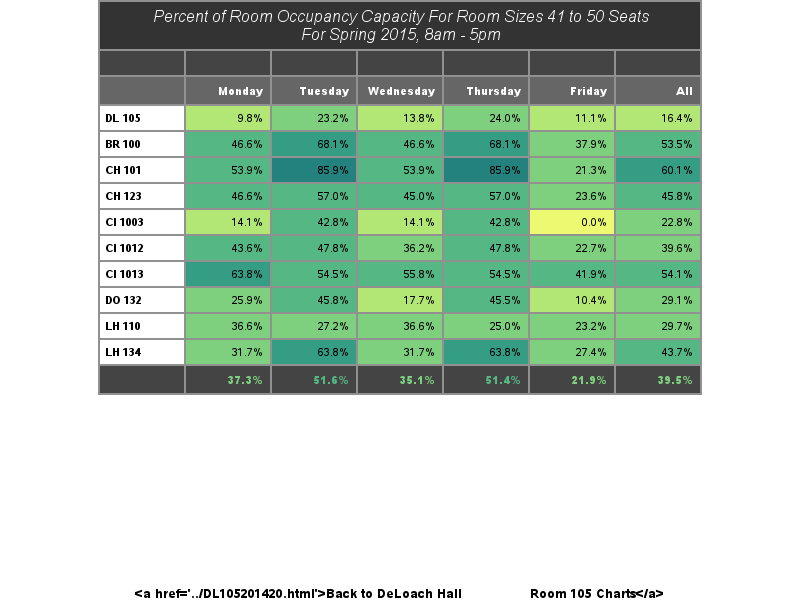 Percent of Room Occupancy Capacity For Room Sizes 41 to 50 Seats
For Spring 2015, 8am - 5pm
Monday Tuesday Wednesday Thursday Friday All
DL 105 9.8% 23.2% 13.8% 24.0% 11.1% 16.4%
BR 100 46.6% 68.1% 46.6% 68.1% 37.9% 53.5%
CH 101 53.9% 85.9% 53.9% 85.9% 21.3% 60.1%
CH 123 46.6% 57.0% 45.0% 57.0% 23.6% 45.8%
CI 1003 14.1% 42.8% 14.1% 42.8% 0.0% 22.8%
CI 1012 43.6% 47.8% 36.2% 47.8% 22.7% 39.6%
CI 1013 63.8% 54.5% 55.8% 54.5% 41.9% 54.1%
DO 132 25.9% 45.8% 17.7% 45.5% 10.4% 29.1%
LH 110 36.6% 27.2% 36.6% 25.0% 23.2% 29.7%
LH 134 31.7% 63.8% 31.7% 63.8% 27.4% 43.7%
37.3% 51.6% 35.1% 51.4% 21.9% 39.5%
<a href='../DL105201420.html'>Back to DeLoach Hall Room 105 Charts</a>